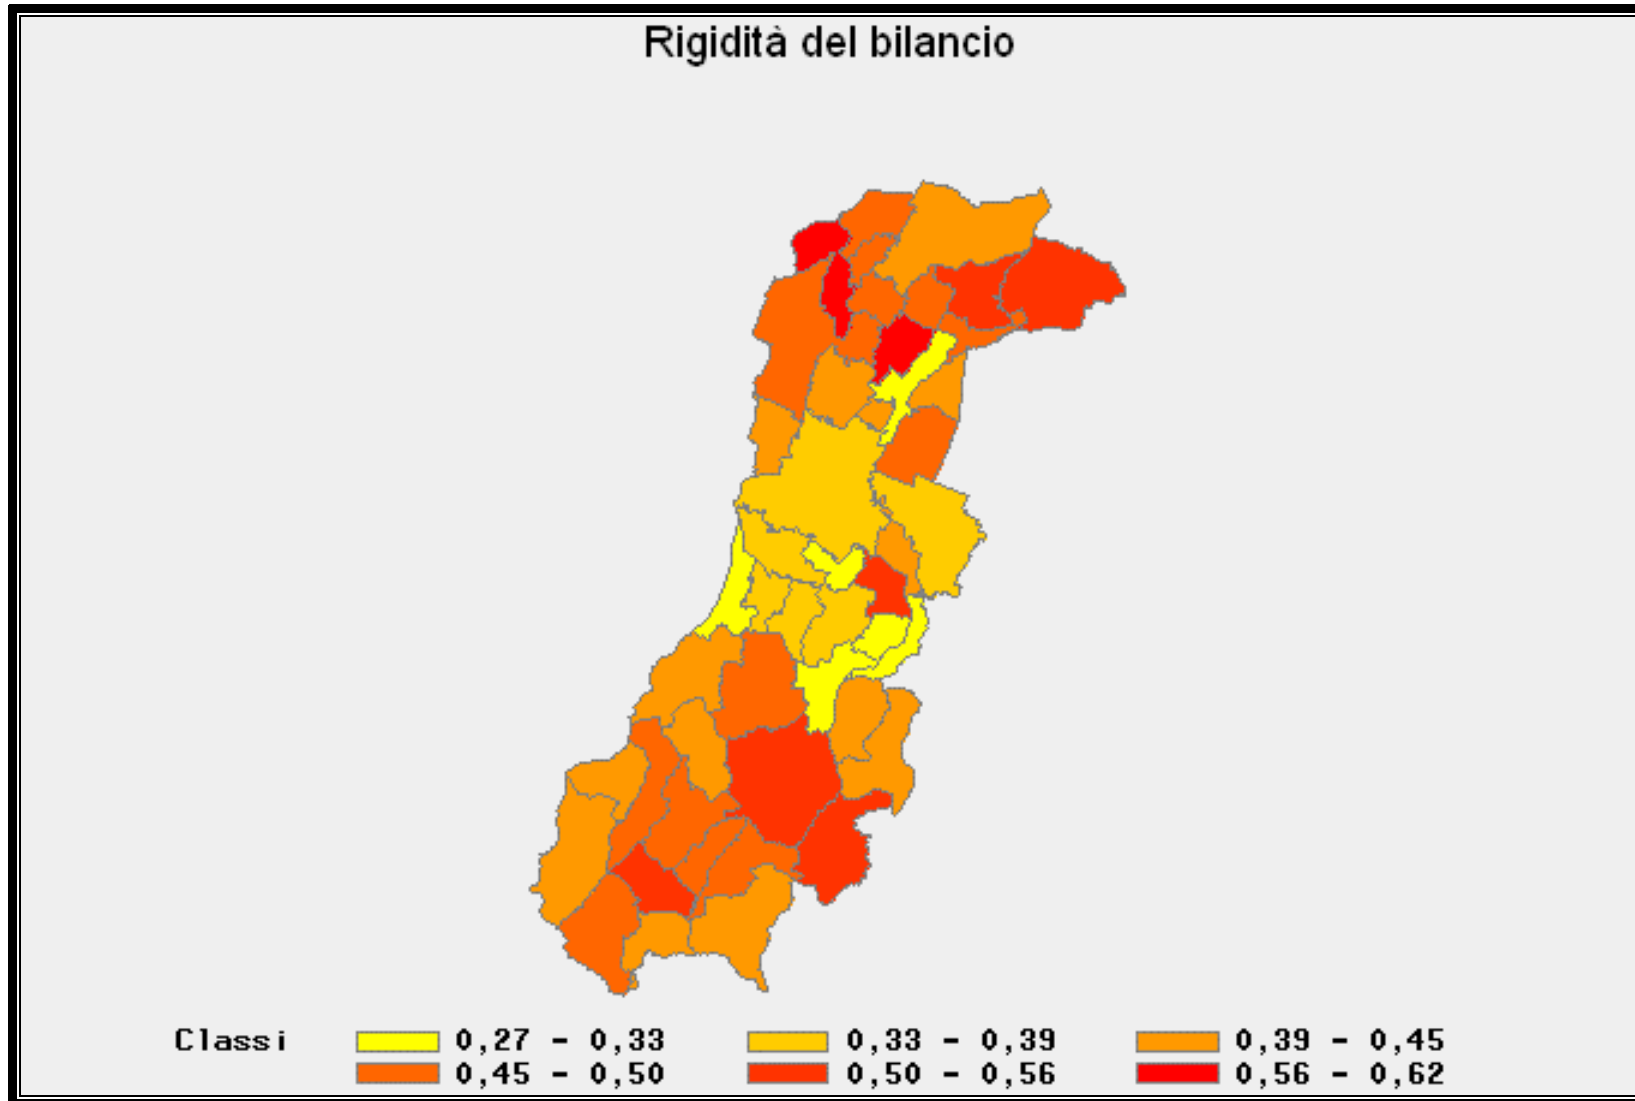 Rigidità del bilancio
Classi 0,27 - 0,33 0,33 - 0,39 0,39 - 0,45
0,45 - 0,50 0,50 - 0,56 0,56 - 0,62